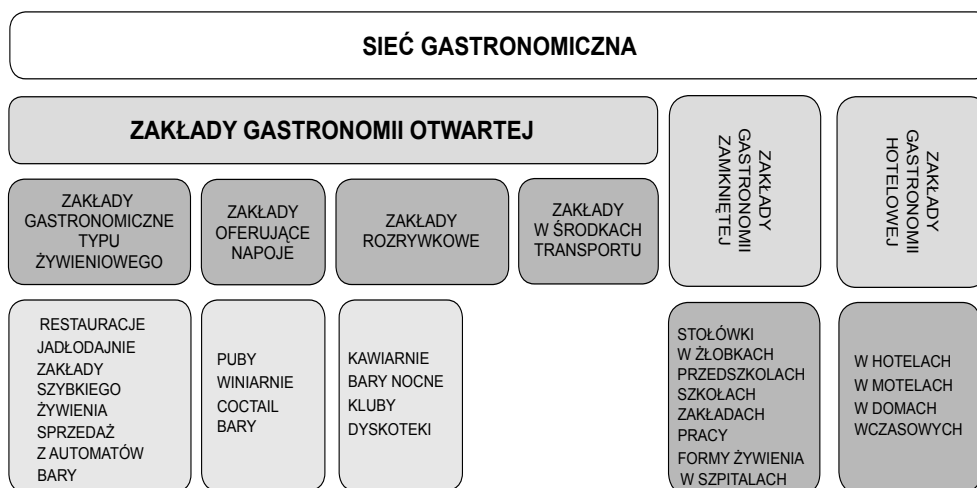 SIEĆ GASTRONOMICZNA
ZAKŁADY GASTRONOMII OTWARTEJ
ZAKŁADY
GASTRONOMII
ZAMKNIĘTEJ
ZAKŁADY
GASTRONOMII
HOTELOWEJ
ZAKŁADY
GASTRONOMICZNE
TYPU
ŻYWIENIOWEGO
ZAKŁADY
OFERUJĄCE
NAPOJE
ZAKŁADY
ROZRYWKOWE
ZAKŁADY
W ŚRODKACH
TRANSPORTU
RESTAURACJE
JADŁODAJNIE
ZAKŁADY
SZYBKIEGO
ŻYWIENIA
SPRZEDAŻ
Z AUTOMATÓW
BARY
PUBY
WINIARNIE
COCTAIL
BARY
KAWIARNIE
BARY NOCNE
KLUBY
DYSKOTEKI
STOŁÓWKI
W ŻŁOBKACH
PRZEDSZKOLACH
SZKOŁACH
ZAKŁADACH
PRACY
FORMY ŻYWIENIA
W SZPITALACH
W HOTELACH
W MOTELACH
W DOMACH
WCZASOWYCH